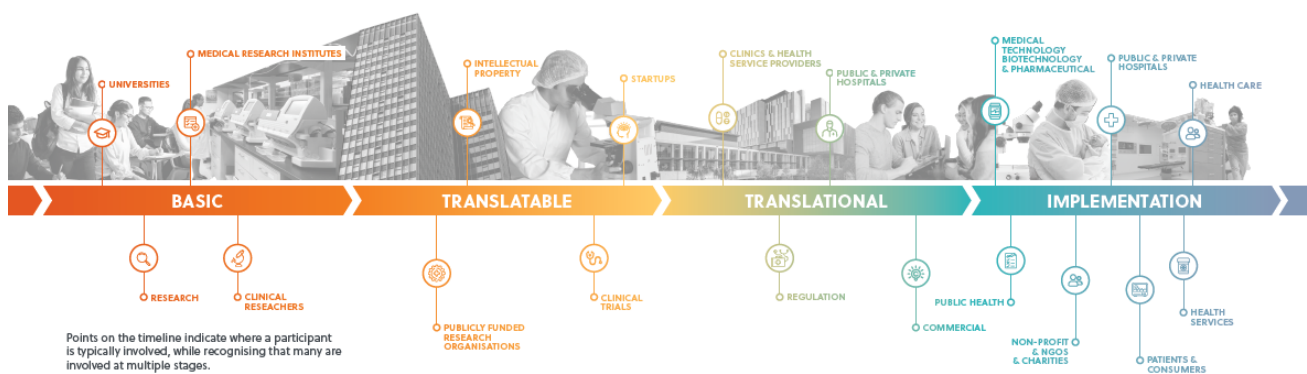 UNIVERSITIES
MEDICAL RESEARCH INSTITUTES
INTELLECTUAL
PROPERTY
STARTUPS
CLINICS & HEALTH
SERVICE PROVIDERS
PUBLIC & PRIVATE
HOSPITALS
MEDICAL
TECHNOLOGY
BIOTECHNOLOGY
& PHARMACEUTICAL
PUBLIC & PRIVATE
HOSPITALS
HEALTH CARE
BASIC
TRANSLATABLE
TRANSLATIONAL
IMPLEMENTATION
RESEARCH
CLINICAL
RESEACHERS
PUBLICLY FUNDED
RESEARCH
ORGANISATIONS
CLINICAL
TRIALS
REGULATION
COMMERCIAL
PUBLIC HEALTH
NON-PROFIT
& NGOS
& CHARITIES
PATIENTS &
CONSUMERS
HEALTH
SERVICES
Points on the timeline indicate where a participant
is typically involved, while recognising that many are
involved at multiple stages.